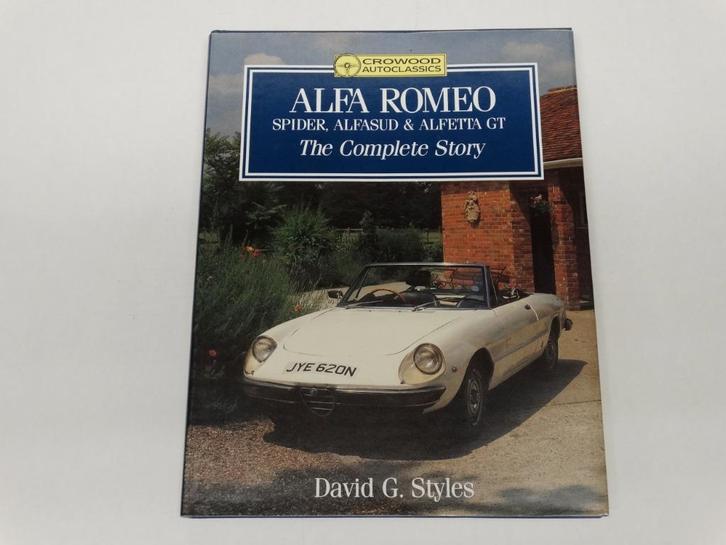 CROWOOD
AUTOCLASSICS
ALFA ROMEO
SPIDER, ALFASUD & ALFETTA GT
The Complete Story
JYE 620N
David G. Styles